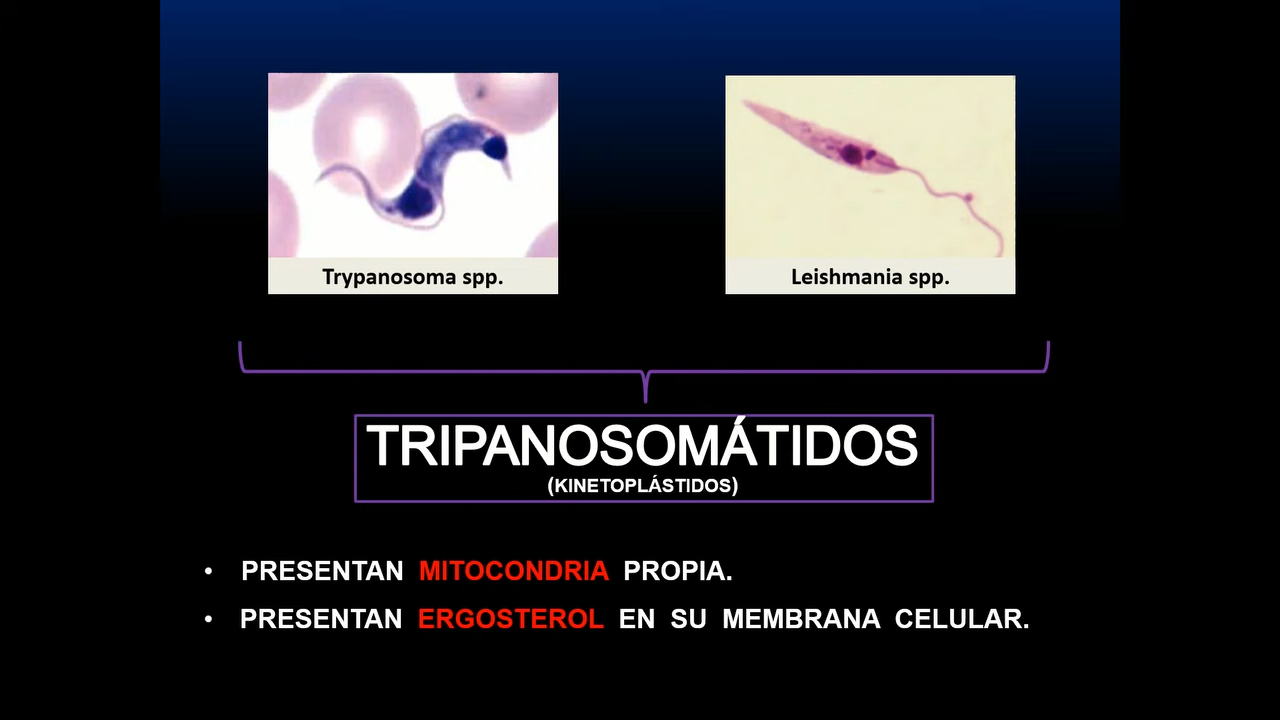 Trypanosoma spp.
Leishmania spp.
TRIPANOSOMÁTIDOS
(KINETOPLÁSTIDOS)
• PRESENTAN MITOCONDRIA PROPIA.
• PRESENTAN ERGOSTEROL EN SU MEMBRANA CELULAR.